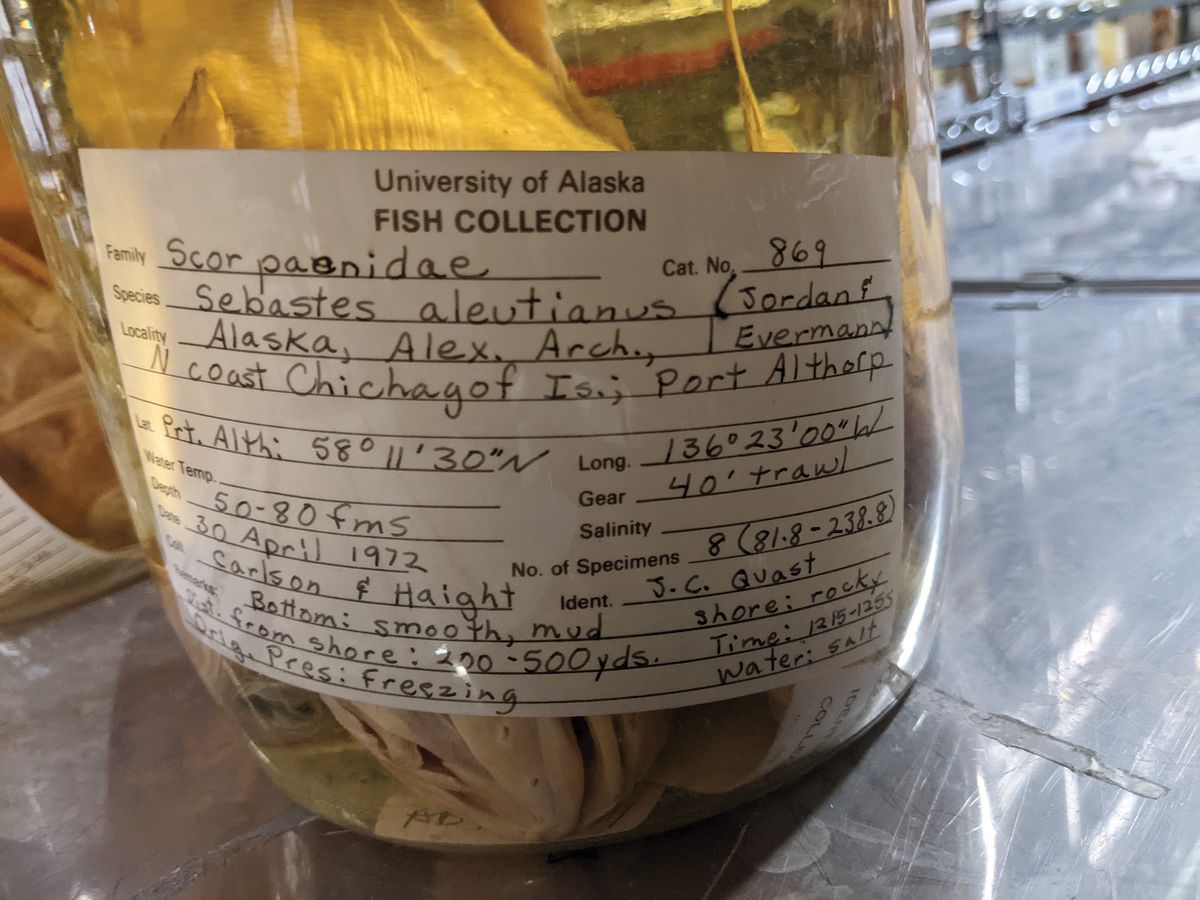 University of Alaska
FISH COLLECTION
Family Scorpaenidae Cat. No. 869
Species Sebastes aleutianus (Jordan &
Evermann)
Locality Alaska, Alex. Arch.,
N coast Chichagof Is.; Port Althorp
Lat. Prt. Alth: 58° 11' 30" N Long. 136° 23' 00" W
Water Temp. Gear 40' trawl
Depth 50-80 fms Salinity
Date 30 April 1972 No. of Specimens 8 (81.8-238.8)
Coll. Carlson & Haight Ident. J.C. Quast
Remarks: Bottom: smooth, mud shore: rocky
Dist. from shore: 200-500 yds. Time: 1215-1255
Orig. Pres: freezing Water: salt